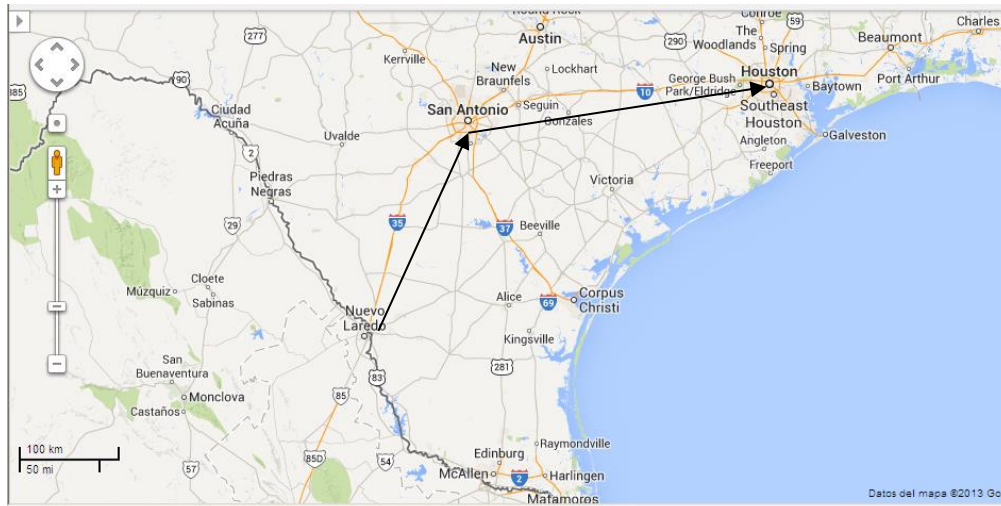 Round Rock
Conroe
59
Charles
277
Austin
290
The
Woodlands
Spring
Beaumont
Kerrville
New
Braunfels
Lockhart
George Bush
Park/Eldridge
Houston
Port Arthur
90
385
10
Baytown
Ciudad
Acuña
San Antonio
Seguin
Gonzales
Southeast
Houston
Uvalde
Angleton
Galveston
2
Freeport
Piedras
Negras
Victoria
29
35
37
Beeville
Cloete
Múzquiz
Sabinas
Alice
69
Corpus
Christi
Nuevo
Laredo
Kingsville
San
Buenaventura
83
281
Monclova
85
Castaños
100 km
50 mi
57
85D
54
Edinburg
Raymondville
McAllen
2
Harlingen
Matamoros
Datos del mapa ©2013 Go